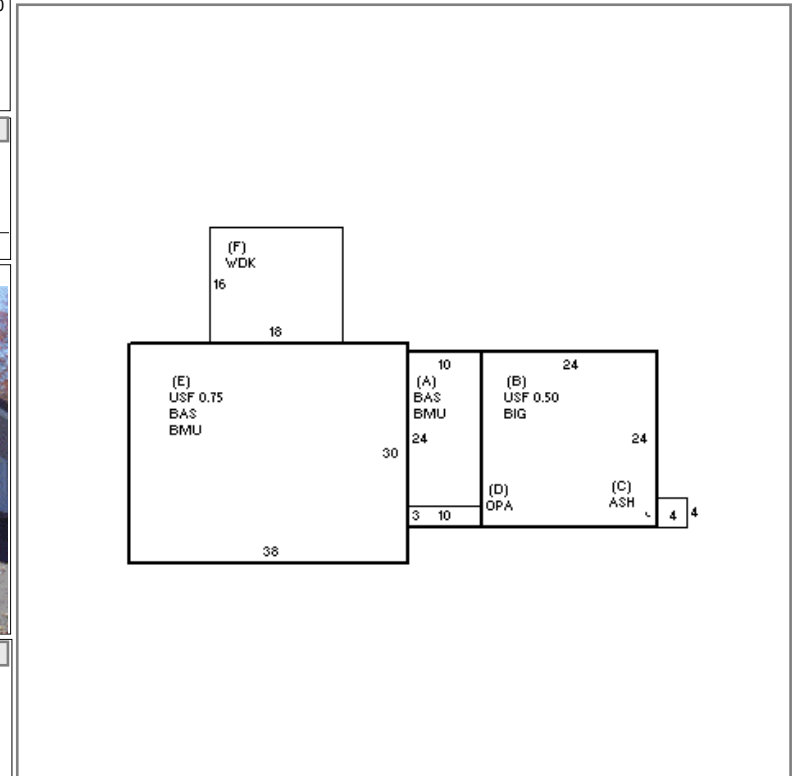 (F)
WDK
16
18
(E)
USF 0.75
BAS
BMU
30
38
10
(A)
BAS
BMU
24
3 10
24
(B)
USF 0.50
BIG
24
(D)
OPA
(C)
ASH
4 4